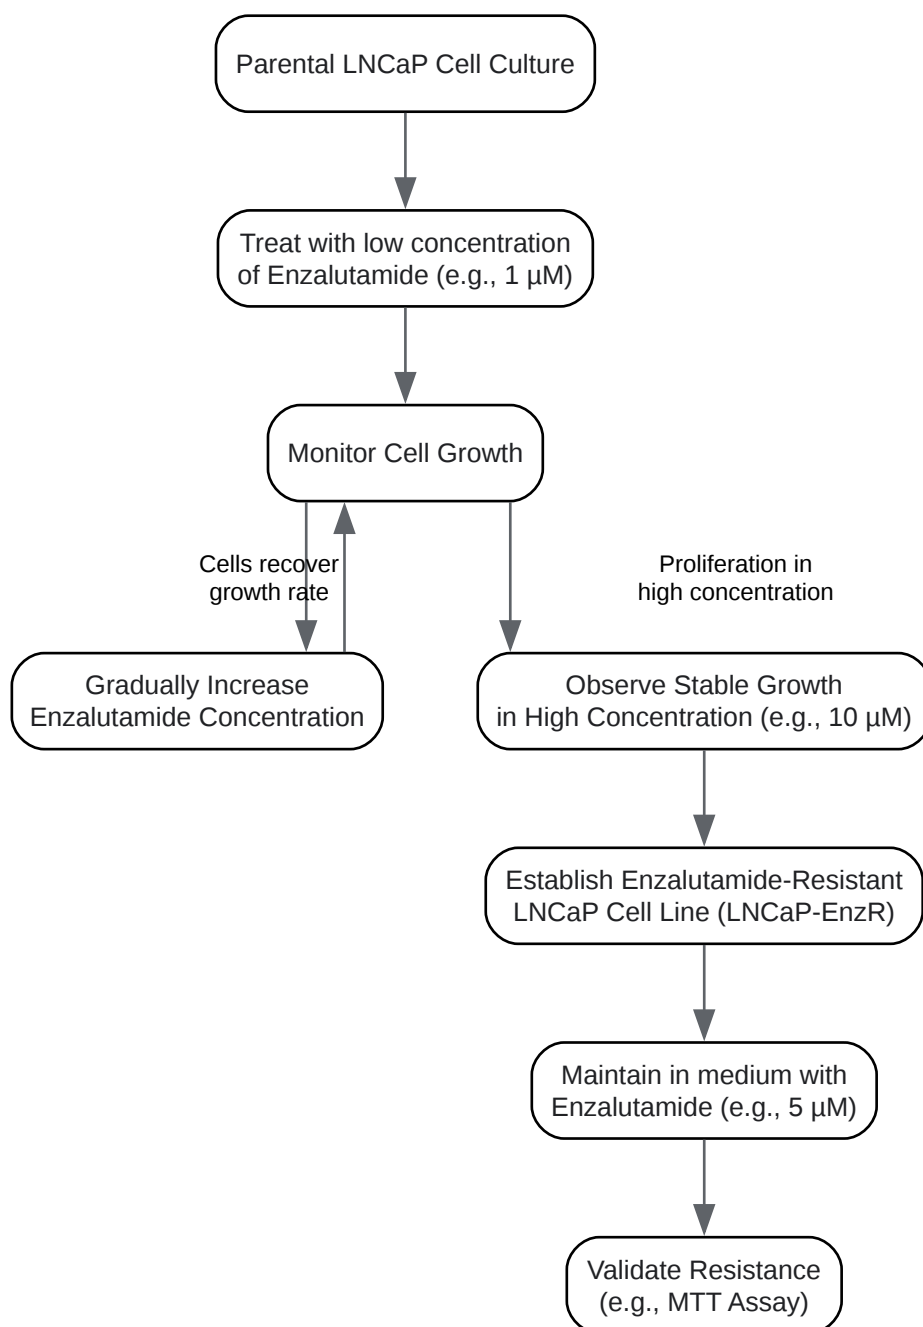 Parental LNCaP Cell Culture
Treat with low concentration
of Enzalutamide (e.g., 1 µM)
Monitor Cell Growth
Cells recover
growth rate
Proliferation in
high concentration
Gradually Increase
Enzalutamide Concentration
Observe Stable Growth
in High Concentration (e.g., 10 µM)
Establish Enzalutamide-Resistant
LNCaP Cell Line (LNCaP-EnzR)
Maintain in medium with
Enzalutamide (e.g., 5 µM)
Validate Resistance
(e.g., MTT Assay)